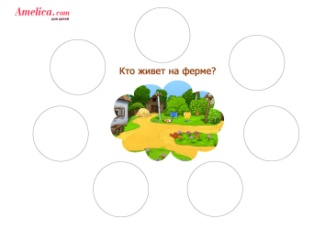 Amelica.com
для детей
Кто живет на ферме?